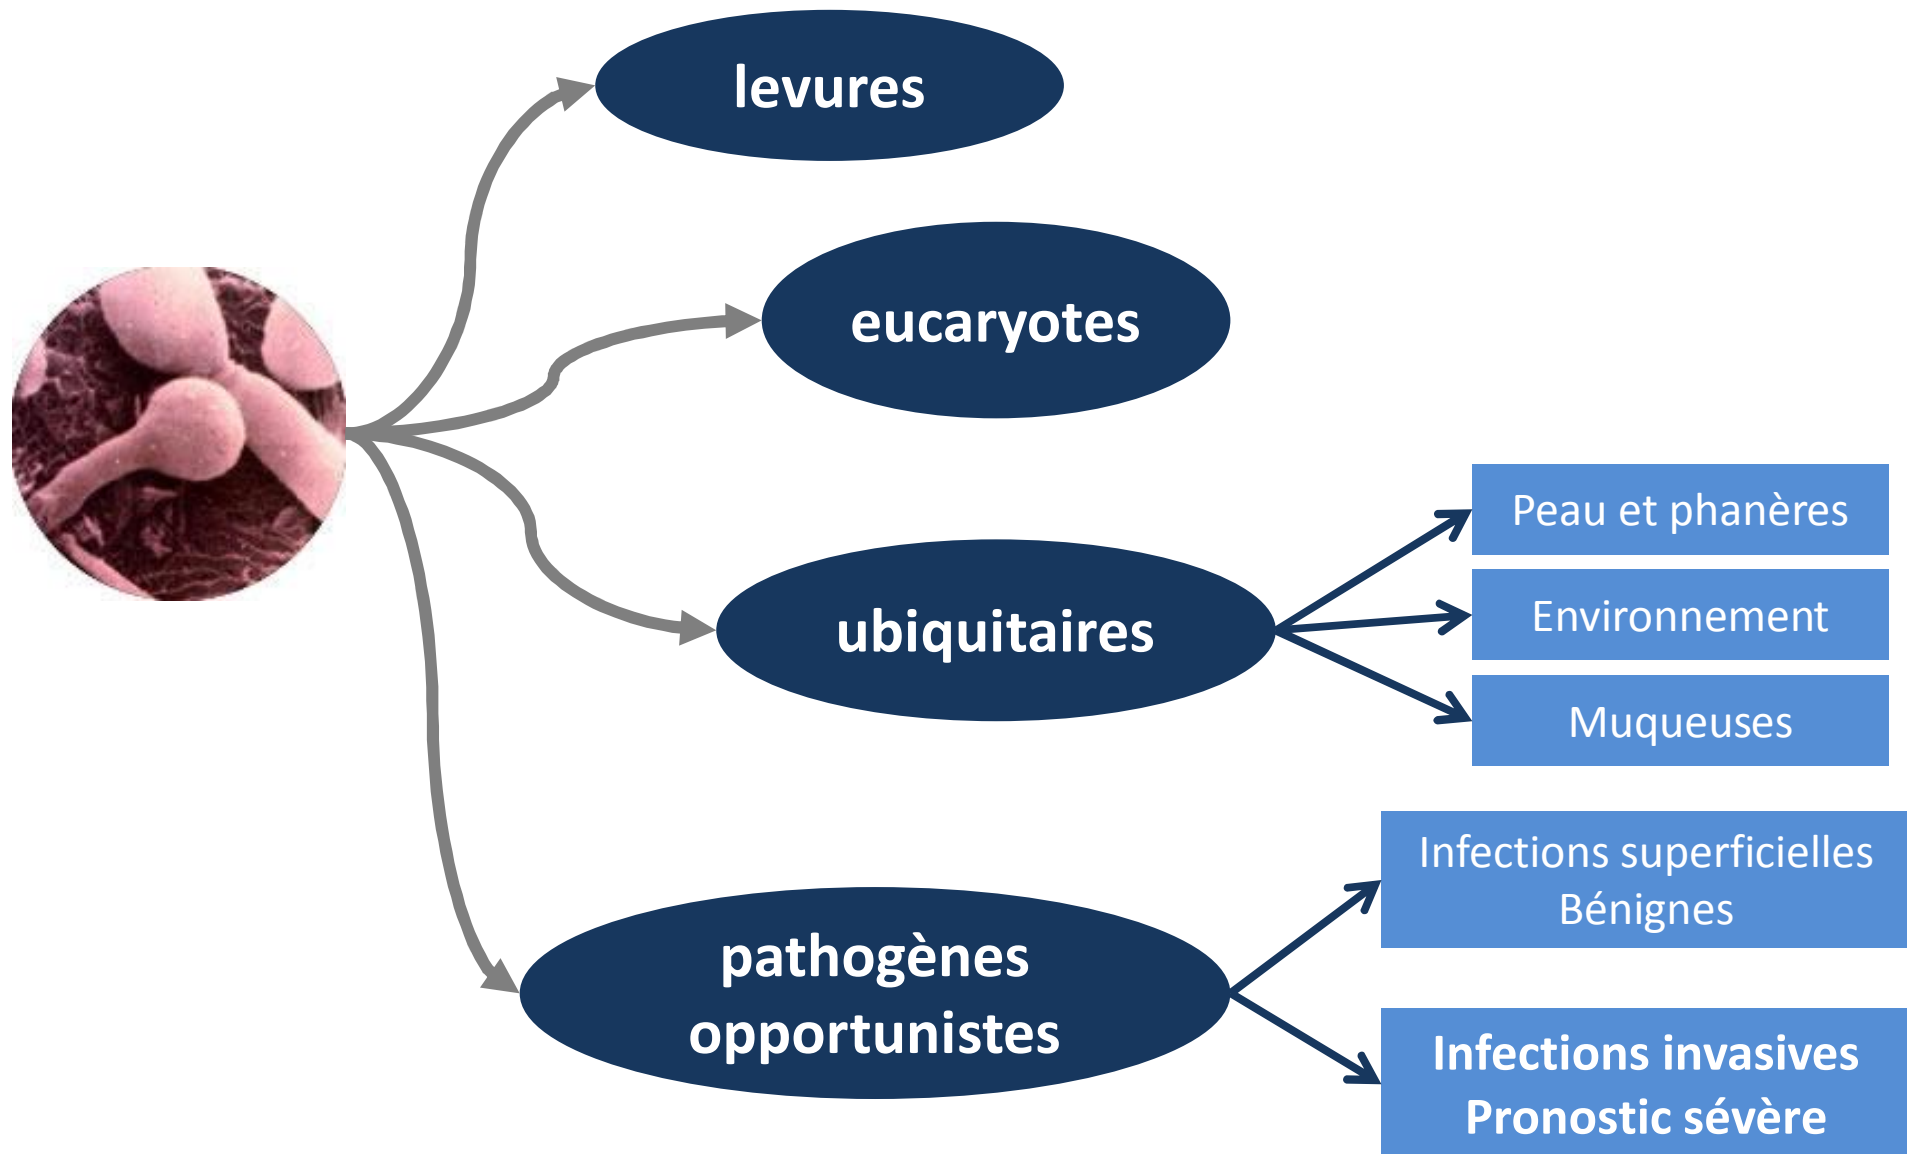 levures
eucaryotes
ubiquitaires
Peau et phanères
Environnement
Muqueuses
pathogènes
opportunistes
Infections superficielles
Bénignes
Infections invasives
Pronostic sévère